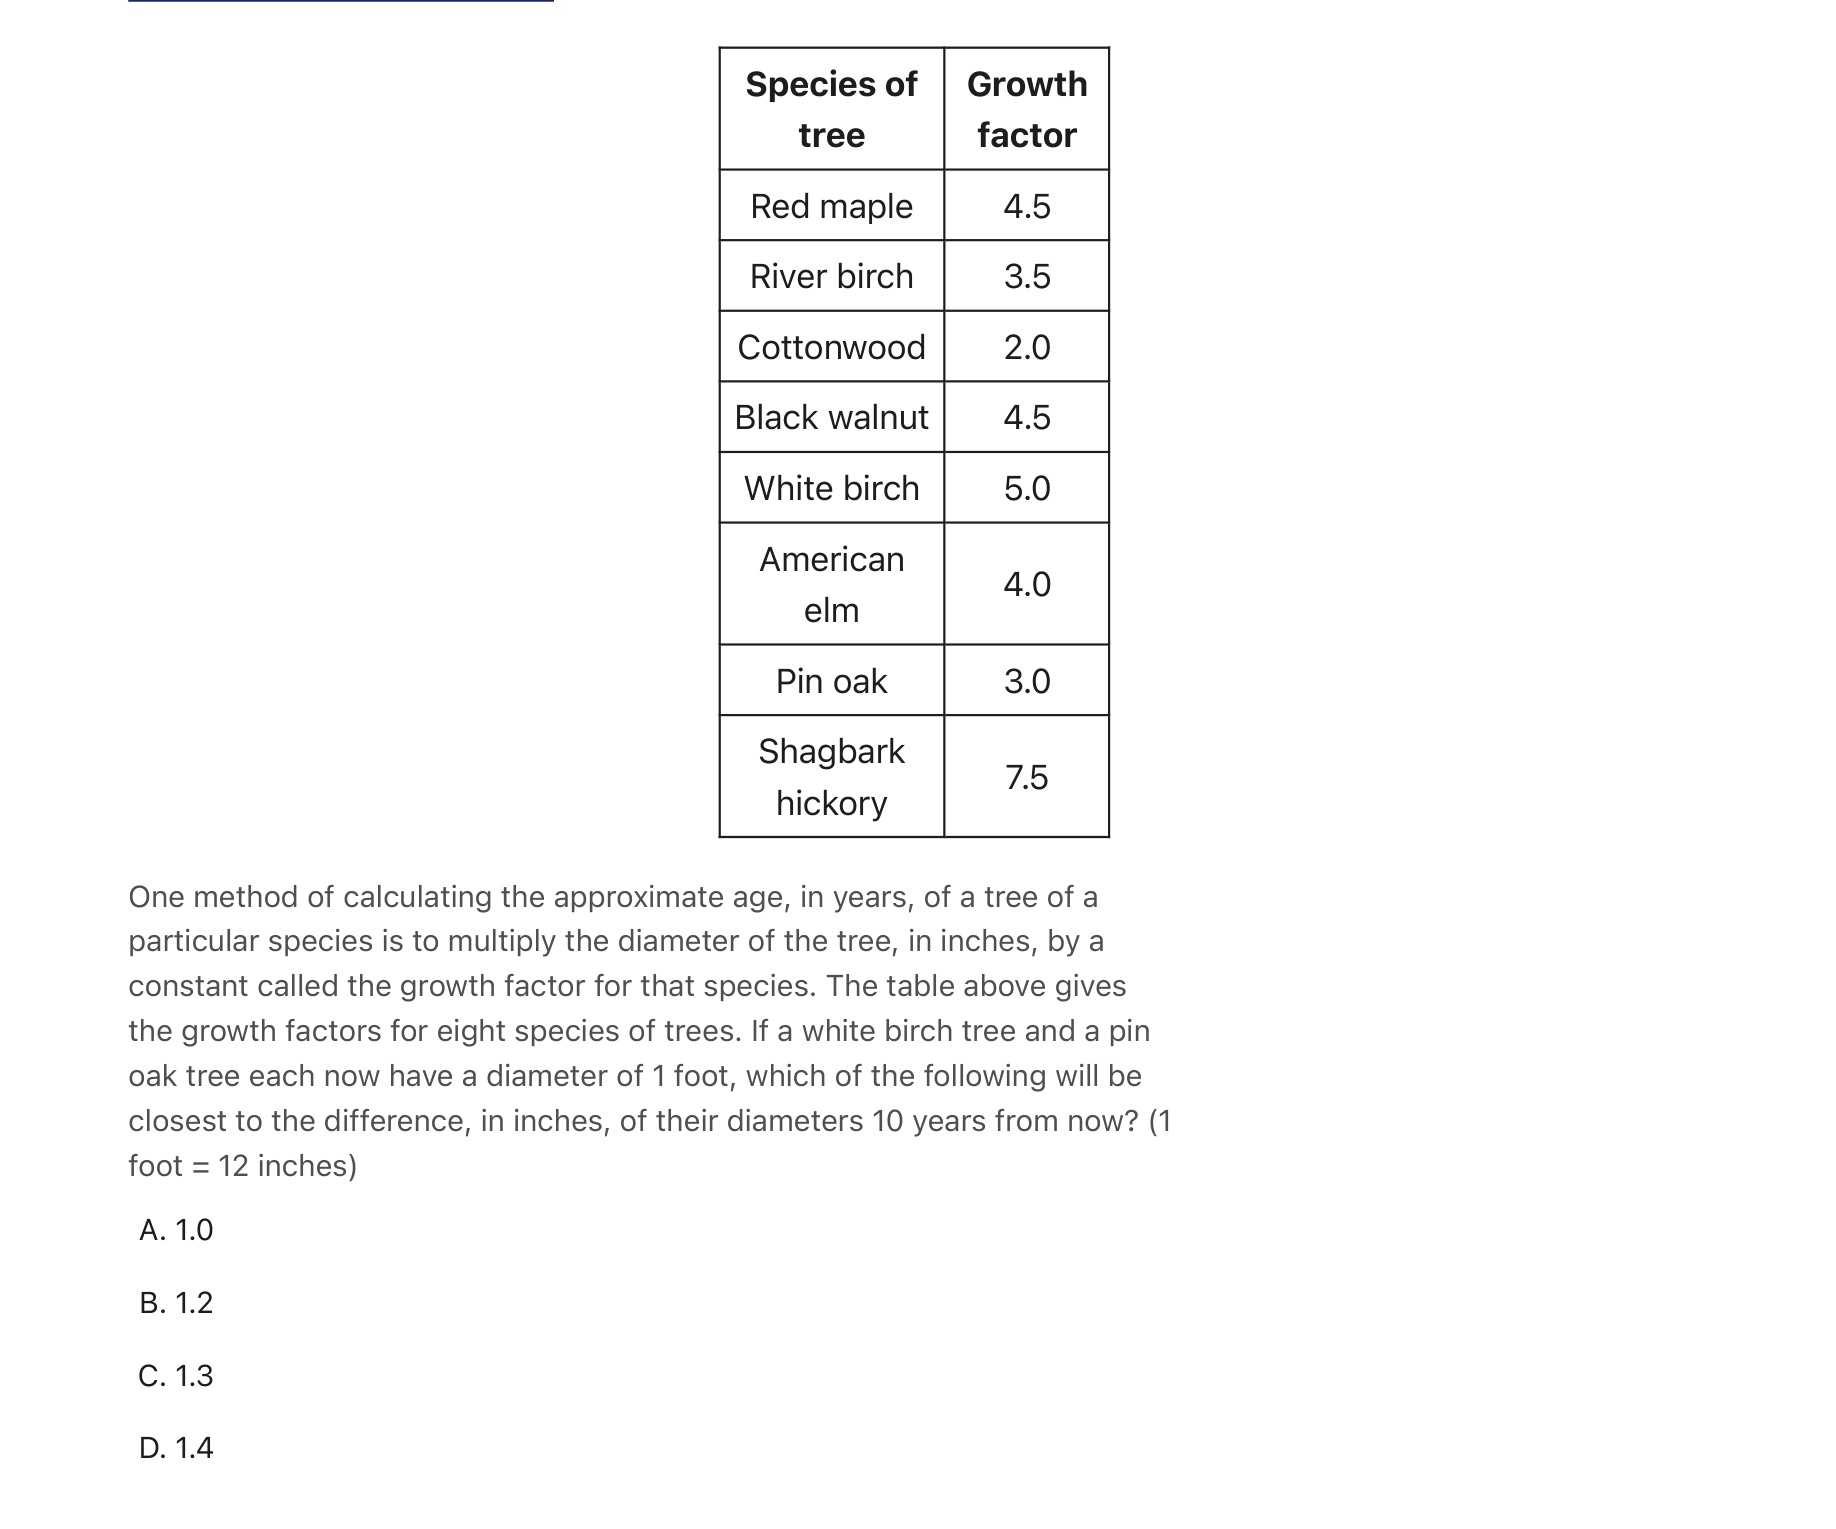 Species of tree Growth factor
Red maple 4.5
River birch 3.5
Cottonwood 2.0
Black walnut 4.5
White birch 5.0
American elm 4.0
Pin oak 3.0
Shagbark hickory 7.5
One method of calculating the approximate age, in years, of a tree of a
particular species is to multiply the diameter of the tree, in inches, by a
constant called the growth factor for that species. The table above gives
the growth factors for eight species of trees. If a white birch tree and a pin
oak tree each now have a diameter of 1 foot, which of the following will be
closest to the difference, in inches, of their diameters 10 years from now? (1
foot = 12 inches)
A. 1.0
B. 1.2
C. 1.3
D. 1.4